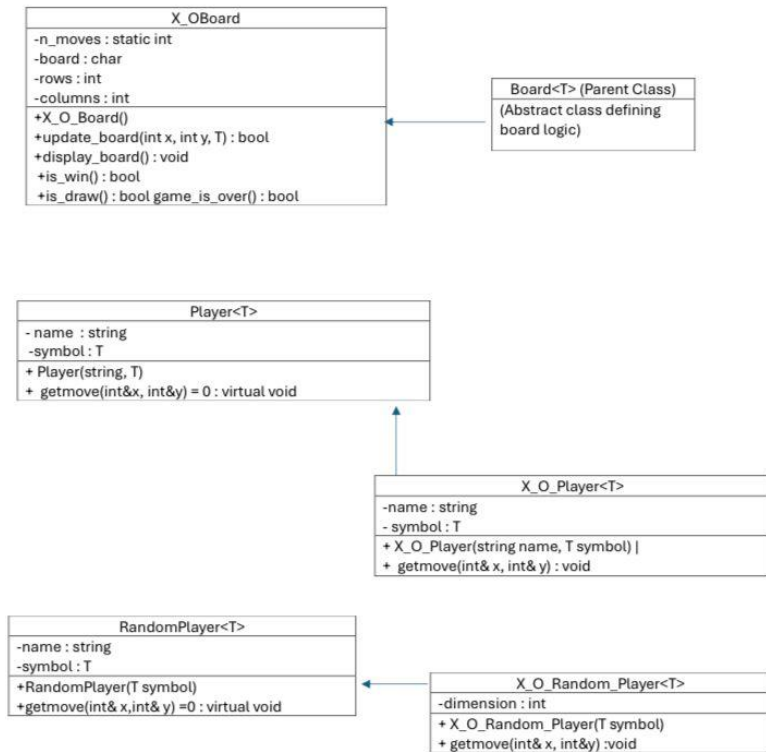 X_OBoard
-n_moves : static int
-board : char
-rows : int
-columns : int
+X_O_Board()
+update_board(int x, int y, T) : bool
+display_board() : void
+is_win() : bool
+is_draw() : bool game_is_over() : bool
Board<T> (Parent Class)
(Abstract class defining
board logic)
Player<T>
- name : string
-symbol : T
+ Player(string, T)
+ getmove(int&x, int&y) = 0 : virtual void
X_O_Player<T>
-name : string
- symbol : T
+ X_O_Player(string name, T symbol) |
+ getmove(int& x, int& y) : void
RandomPlayer<T>
-name : string
-symbol : T
+RandomPlayer(T symbol)
+getmove(int& x,int& y) =0 : virtual void
X_O_Random_Player<T>
-dimension : int
+ X_O_Random_Player(T symbol)
+ getmove(int& x, int&y) :void